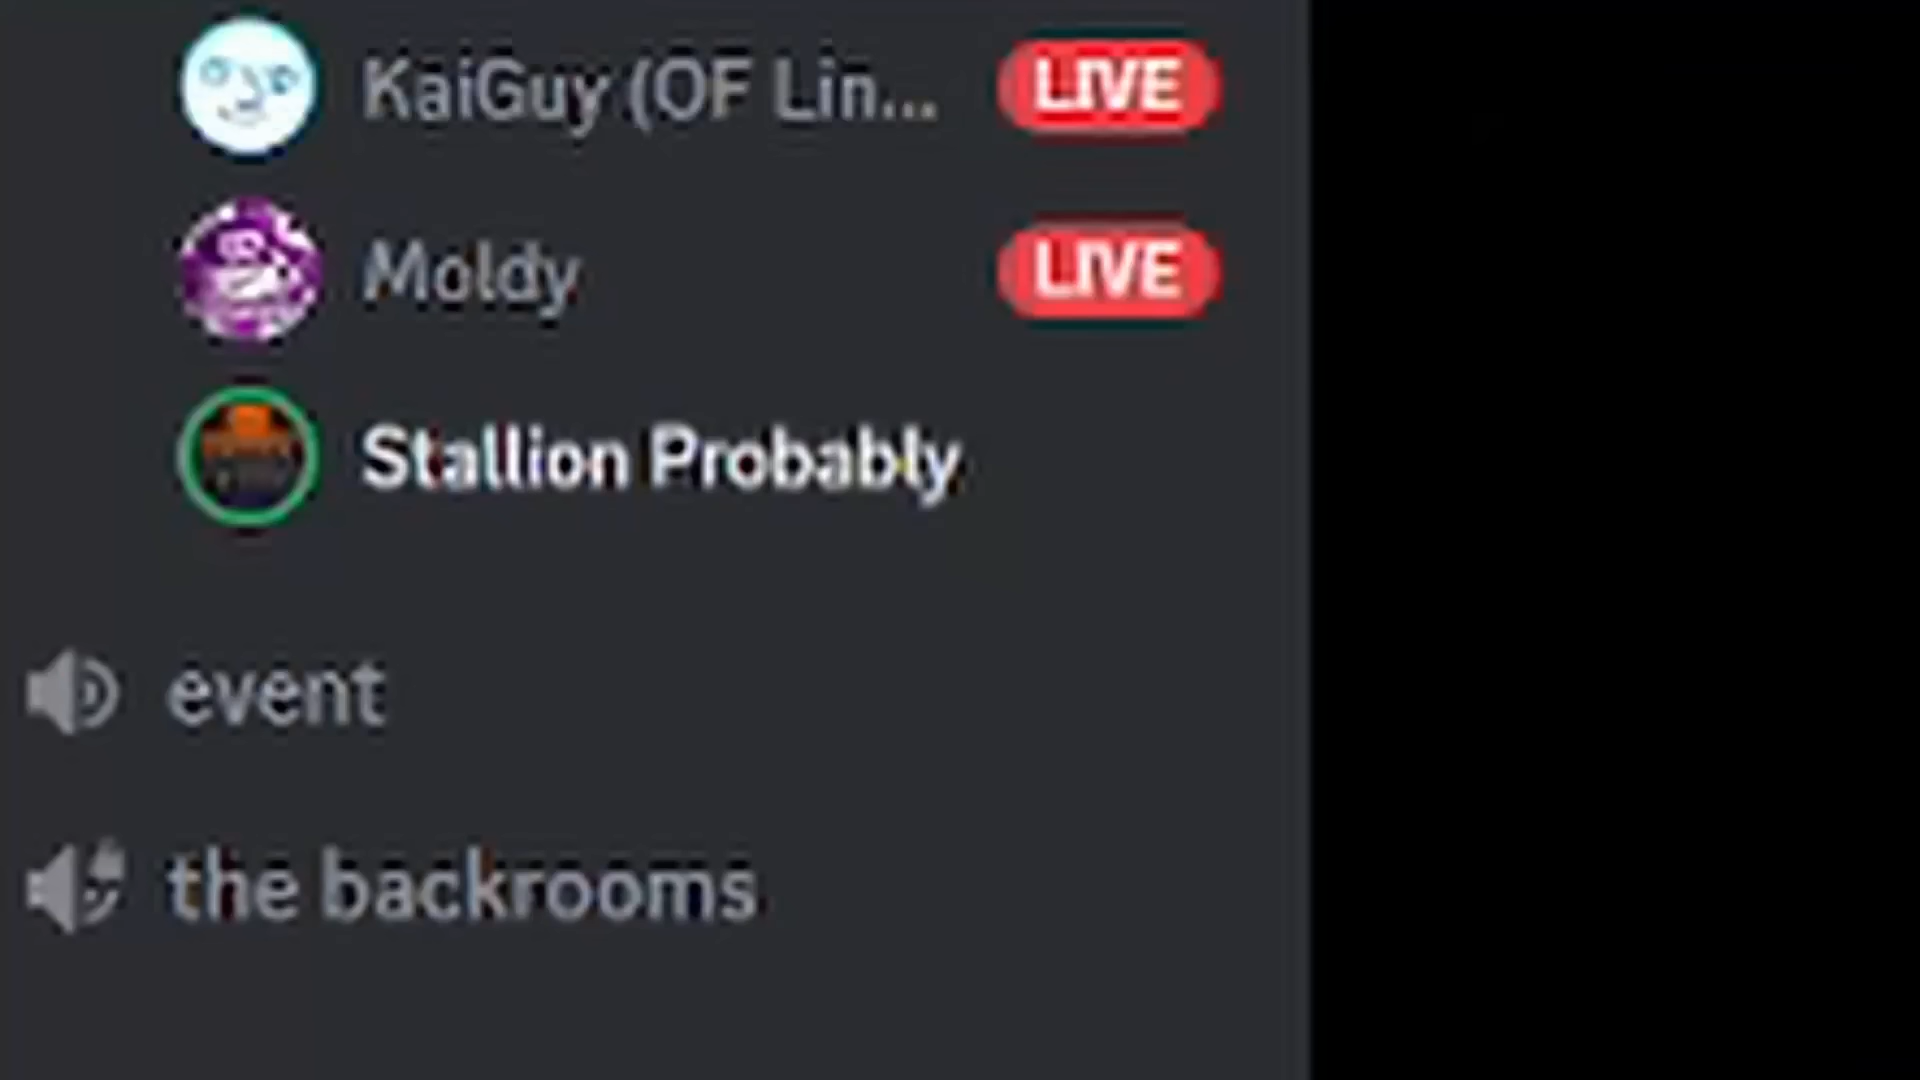 KaiGuy (OF Lin...
LIVE
Moldy
LIVE
Stallion Probably
event
the backrooms